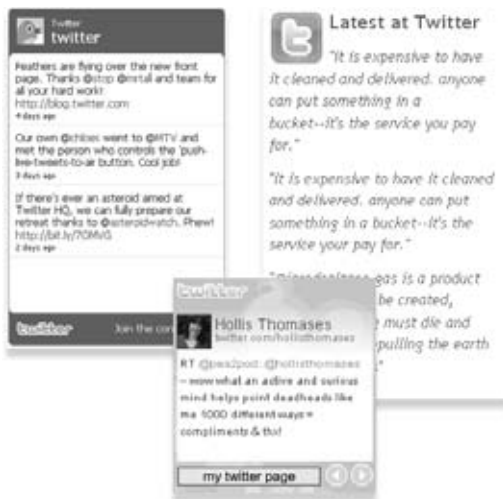 Twitter
twitter
Feathers are flying over the new front
page. Thanks @stop @mstall and team for
all your hard work!
http://blog.twitter.com
4 days ago
Our own @chloes went to @MTV and
met the person who controls the 'push-
live-tweets-to-air button. Cool job!
3 days ago
If there's ever an asteroid aimed at
Twitter HQ, we can fully prepare our
retreat thanks to @asteroidwatch. Phew!
2 days ago
twitter
Join the con
Latest at Twitter
"It is expensive to have
it cleaned and delivered. anyone
can put something in a
bucket--it's the service you pay
for."
"it is expensive to have it cleaned
and delivered. anyone can put
something in a bucket--it's the
service your pay for."
gas is a product
be created,
must die and
pulling the earth
twitter
Hollis Thomases
twitter.com/hollisthomases
RT @pea2pod: @hollisthomases
– wow what an active and curious
mind helps point deadheads like
me 1000 different ways =
compliments & thx!
my twitter page